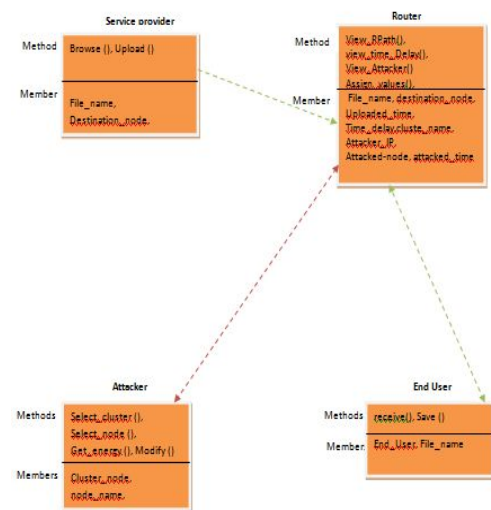 Service orovider
Method
Browse (), Upload ()
Member
File_name,
Destination_node,
Router
Method
View_RPath(),
view_time_Delay(),
View_Attacker()
Assign_values(),
Member
File_name, destination_node,
Uploaded_time,
Time_delay,cluste_name,
Attacker_IP,
Attacked-node, attacked_time
Attacker
Methods
Select_cluster (),
Select_node (),
Get_energy(), Modify ()
Members
Cluster_node,
node_name,
End User
Methods
receive(), Save ()
Member
End_User, File_name